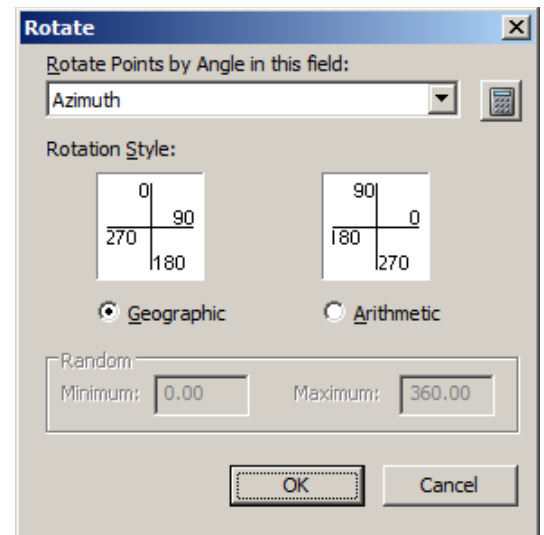 Rotate
Rotate Points by Angle in this field:
Azimuth
Rotation Style:
0
90
270
180
90
0
180
270
Geographic
Arithmetic
Random
Minimum: 0.00 Maximum: 360.00
OK Cancel